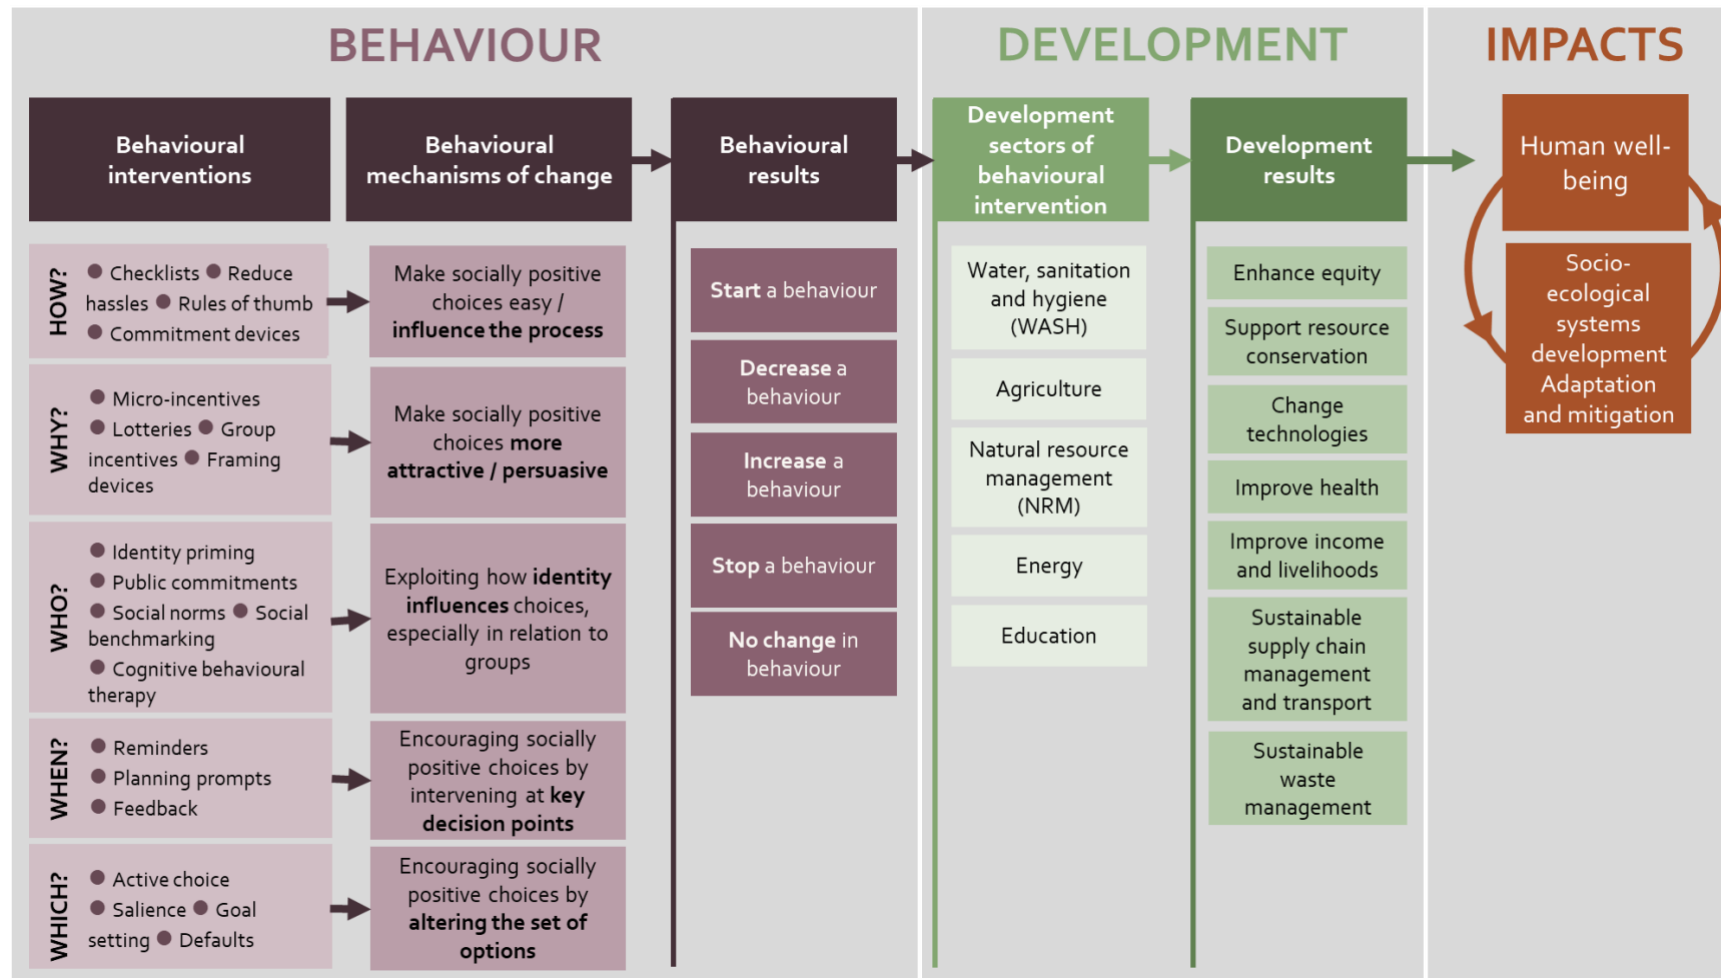 BEHAVIOUR
DEVELOPMENT
IMPACTS
Behavioural
interventions
Behavioural
mechanisms of change
Behavioural
results
Development
sectors of
behavioural
intervention
Development
results
Human well-
being
HOW?
● Checklists ● Reduce
hassles ● Rules of thumb
● Commitment devices
Make socially positive
choices easy /
influence the process
WHY?
● Micro-incentives
● Lotteries ● Group
incentives ● Framing
devices
Make socially positive
choices more
attractive / persuasive
WHO?
● Identity priming
● Public commitments
● Social norms ● Social
benchmarking
● Cognitive behavioural
therapy
Exploiting how identity
influences choices,
especially in relation to
groups
WHEN?
● Reminders
● Planning prompts
● Feedback
Encouraging socially
positive choices by
intervening at key
decision points
WHICH?
● Active choice
● Salience ● Goal
setting ● Defaults
Encouraging socially
positive choices by
altering the set of
options
Start a behaviour
Decrease a
behaviour
Increase a
behaviour
Stop a behaviour
No change in
behaviour
Water, sanitation
and hygiene
(WASH)
Agriculture
Natural resource
management
(NRM)
Energy
Education
Enhance equity
Support resource
conservation
Change
technologies
Improve health
Improve income
and livelihoods
Sustainable
supply chain
management
and transport
Sustainable
waste
management
Socio-
ecological
systems
development
Adaptation
and mitigation